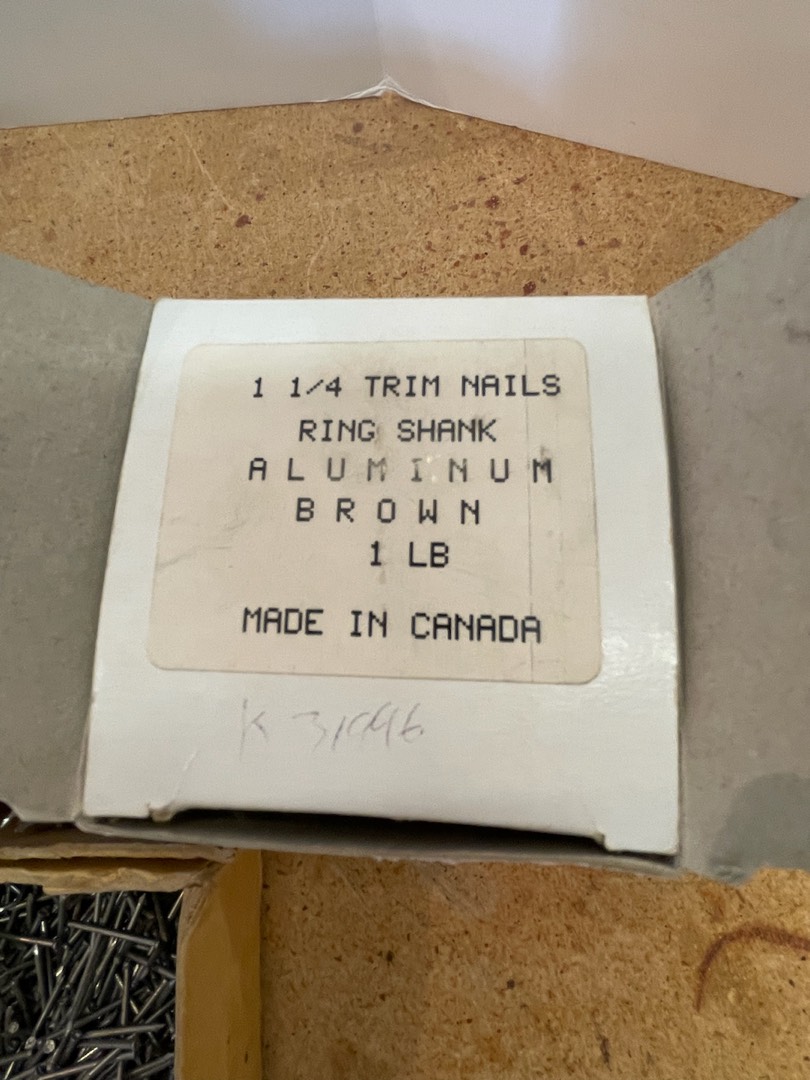 1 1/4 TRIM NAILS
RING SHANK
ALUMINUM
BROWN
1 LB
MADE IN CANADA
K